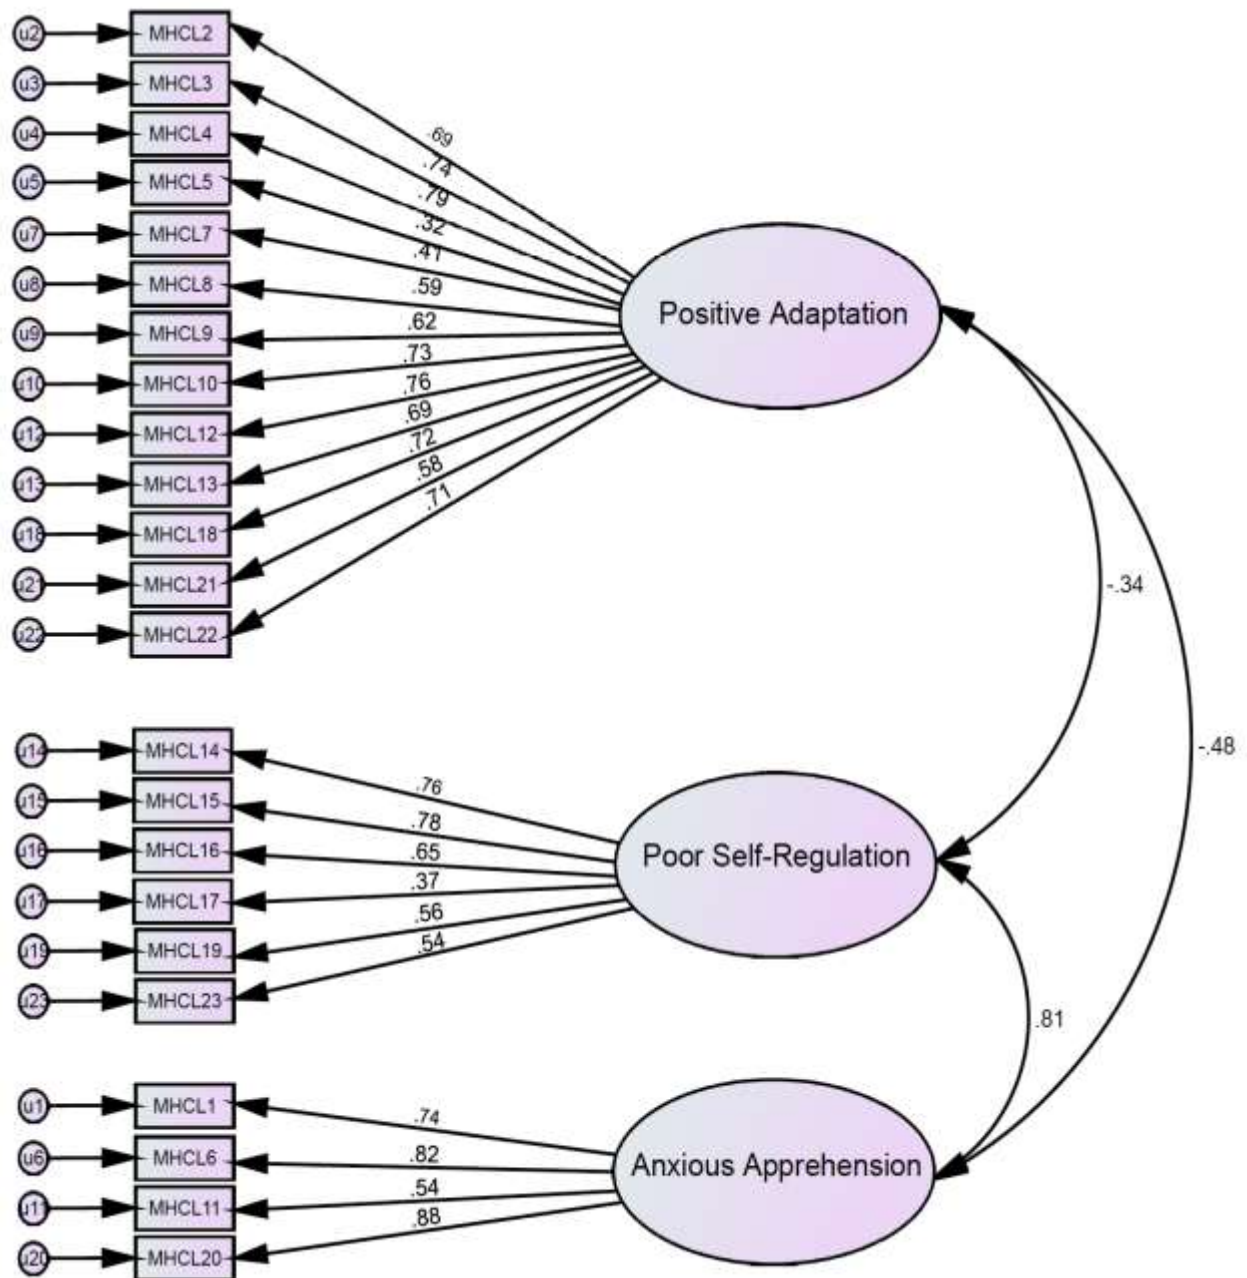 u2 MHCL2
u3 MHCL3
u4 MHCL4
.69
u5 MHCL5
.74
.79
u7 MHCL7
.32
.41
u8 MHCL8
.59
Positive Adaptation
u9 MHCL9
.62
u10 MHCL10
.73
.76
u12 MHCL12
.69
.72
u13 MHCL13
.58
.71
u18 MHCL18
u21 MHCL21
-.34
u22 MHCL22
u14 MHCL14
-.48
.76
u15 MHCL15
.78
u16 MHCL16
.65
Poor Self-Regulation
u17 MHCL17
.37
.56
u19 MHCL19
.54
u23 MHCL23
.81
u1 MHCL1
.74
u6 MHCL6
.82
Anxious Apprehension
.54
u11 MHCL11
.88
u20 MHCL20